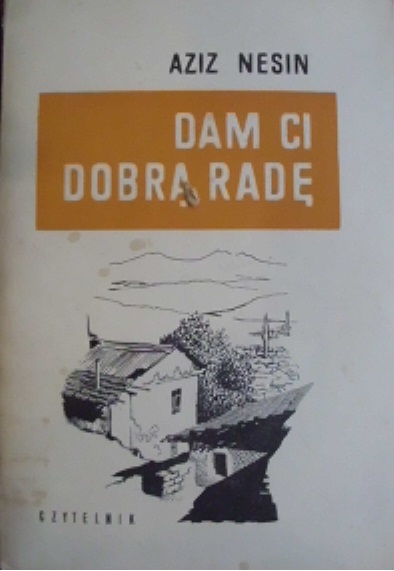 AZIZ NESIN
DAM CI
DOBRĄ RADĘ
CZYTELNIK